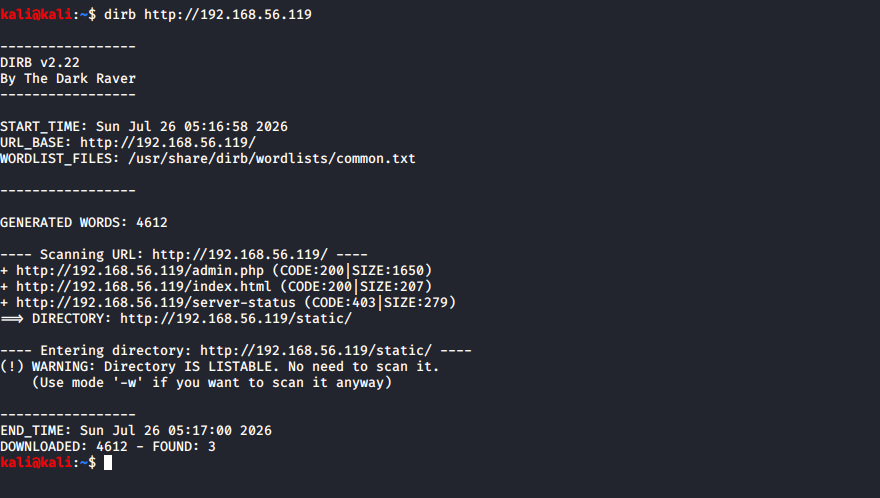 kali@kali:~$ dirb http://192.168.56.119
-----------------
DIRB v2.22
By The Dark Raver
-----------------
START_TIME: Sun Jul 26 05:16:58 2026
URL_BASE: http://192.168.56.119/
WORDLIST_FILES: /usr/share/dirb/wordlists/common.txt
-----------------
GENERATED WORDS: 4612
---- Scanning URL: http://192.168.56.119/ ----
+ http://192.168.56.119/admin.php (CODE:200|SIZE:1650)
+ http://192.168.56.119/index.html (CODE:200|SIZE:207)
+ http://192.168.56.119/server-status (CODE:403|SIZE:279)
==> DIRECTORY: http://192.168.56.119/static/
---- Entering directory: http://192.168.56.119/static/ ----
(!) WARNING: Directory IS LISTABLE. No need to scan it.
(Use mode '-w' if you want to scan it anyway)
-----------------
END_TIME: Sun Jul 26 05:17:00 2026
DOWNLOADED: 4612 - FOUND: 3
kali@kali:~$